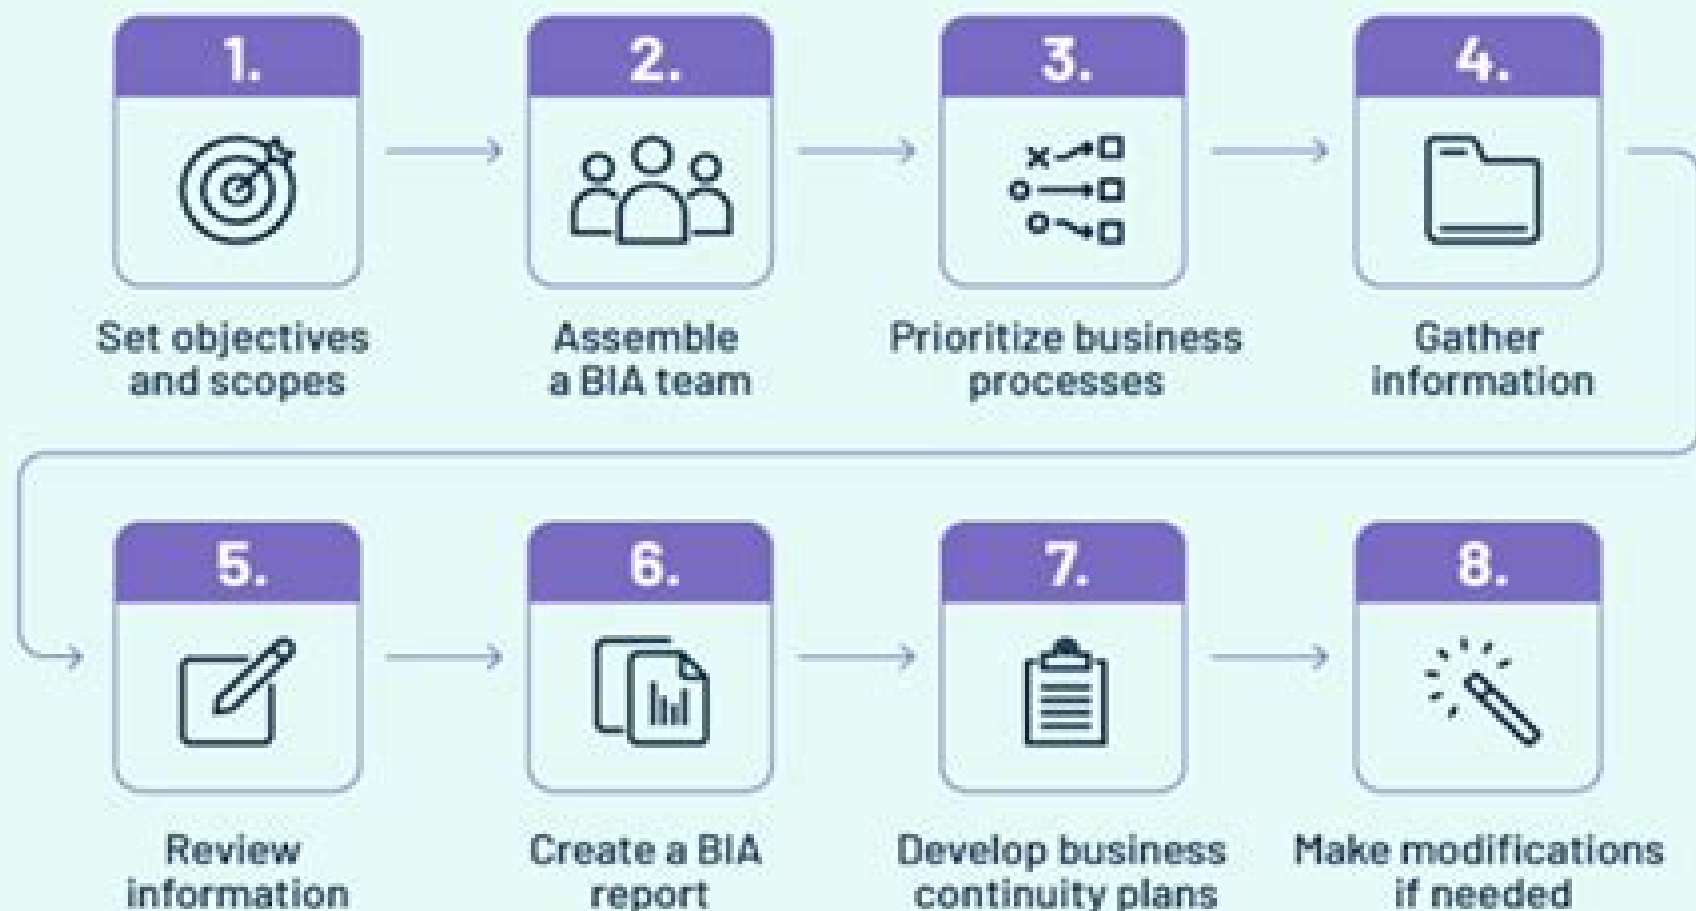 1.
Set objectives
and scopes
2.
Assemble
a BIA team
3.
Prioritize business
processes
4.
Gather
information
5.
Review
information
6.
Create a BIA
report
7.
Develop business
continuity plans
8.
Make modifications
if needed